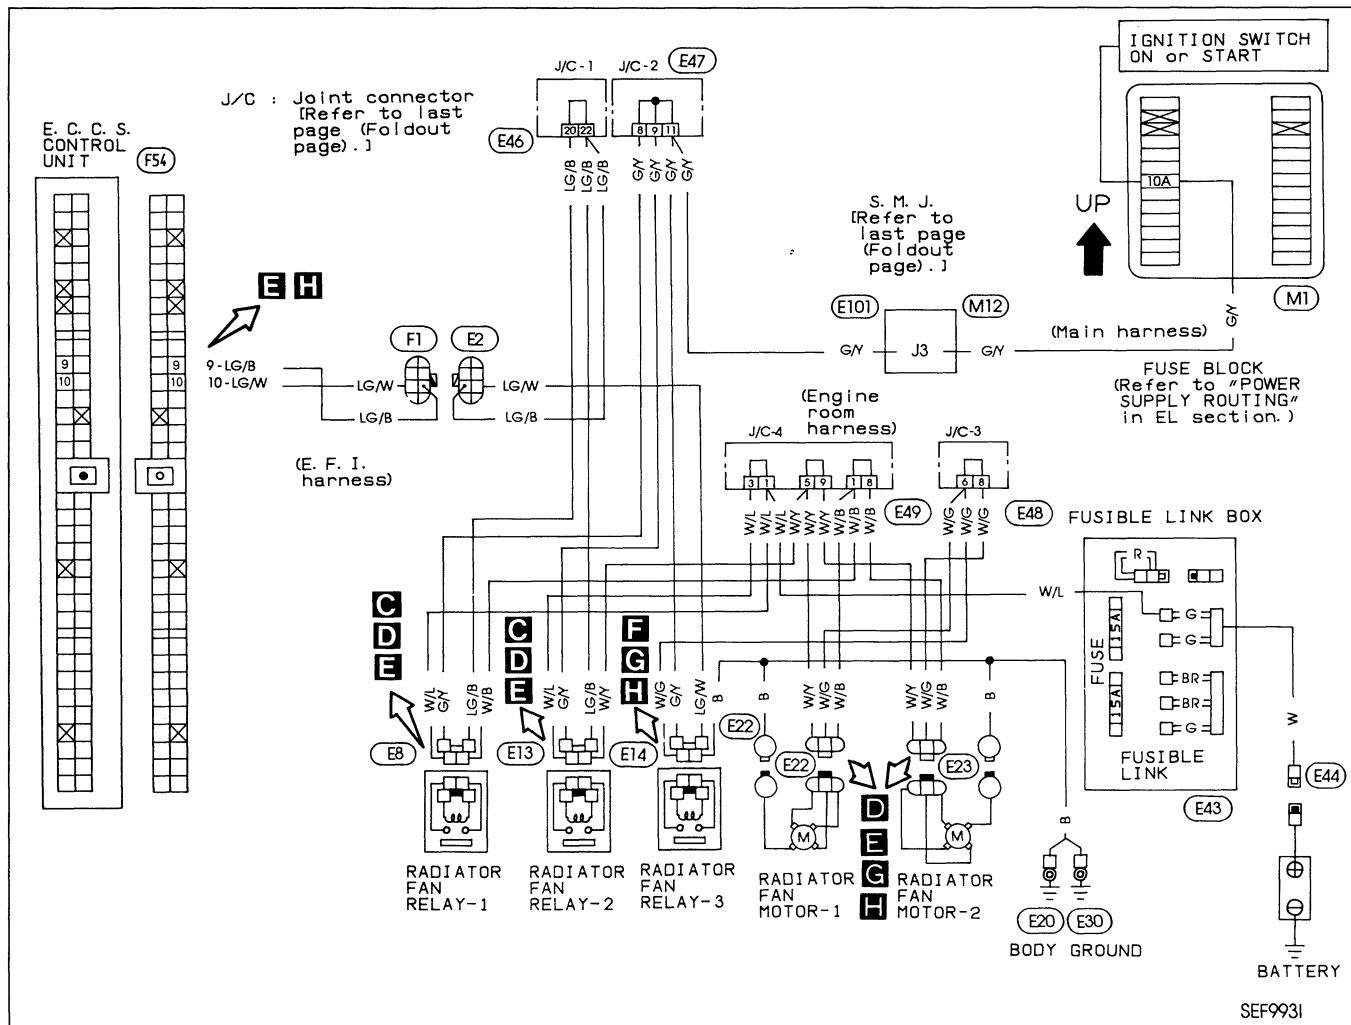 IGNITION SWITCH
ON or START
J/C-1
J/C-2
E47
J/C : Joint connector
[Refer to last
page (Foldout
page).]
E. C. C. S.
CONTROL
UNIT
F54
E46
20 22
8 9 11
LG/B
LG/B
LG/B
G/Y
G/Y
G/Y
G/Y
10A
UP
S. M. J.
[Refer to
last page
(Foldout
page).]
M1
E H
E101
M12
G/Y
J3
G/Y
(Main harness)
G/Y
F1
E2
FUSE BLOCK
(Refer to "POWER
SUPPLY ROUTING"
in EL section.)
9
10
9
10
9-LG/B
10-LG/W
LG/W
LG/B
LG/W
LG/B
(Engine
room
harness)
J/C-4
J/C-3
(E. F. I.
harness)
3 1
5 9
1 8
6 8
E49
E48
W/L
W/L
W/L
W/Y
W/Y
W/Y
W/B
W/B
W/B
W/G
W/G
W/G
FUSIBLE LINK BOX
R
W/L
FUSE
15A
15A
G
G
BR
BR
G
FUSIBLE
LINK
E43
W
E44
C
D
E
C
D
E
F
G
H
W/L
G/Y
LG/B
W/B
W/L
G/Y
LG/B
W/Y
W/G
G/Y
LG/W
B
B
W/Y
W/G
W/B
W/Y
W/G
W/B
B
E8
E13
E14
E22
E22
E23
D
E
G
H
M
M
B
RADIATOR
FAN
RELAY-1
RADIATOR
FAN
RELAY-2
RADIATOR
FAN
RELAY-3
RADIATOR
FAN
MOTOR-1
RADIATOR
FAN
MOTOR-2
E20
E30
BODY GROUND
BATTERY
SEF993I